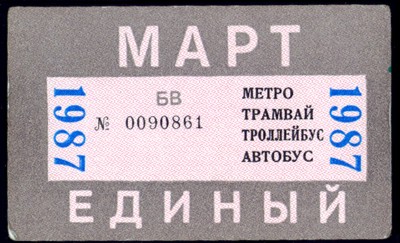 МАРТ
1987
БВ
№ 0090861
МЕТРО
ТРАМВАЙ
ТРОЛЛЕЙБУС
АВТОБУС
1987
ЕДИНЫЙ